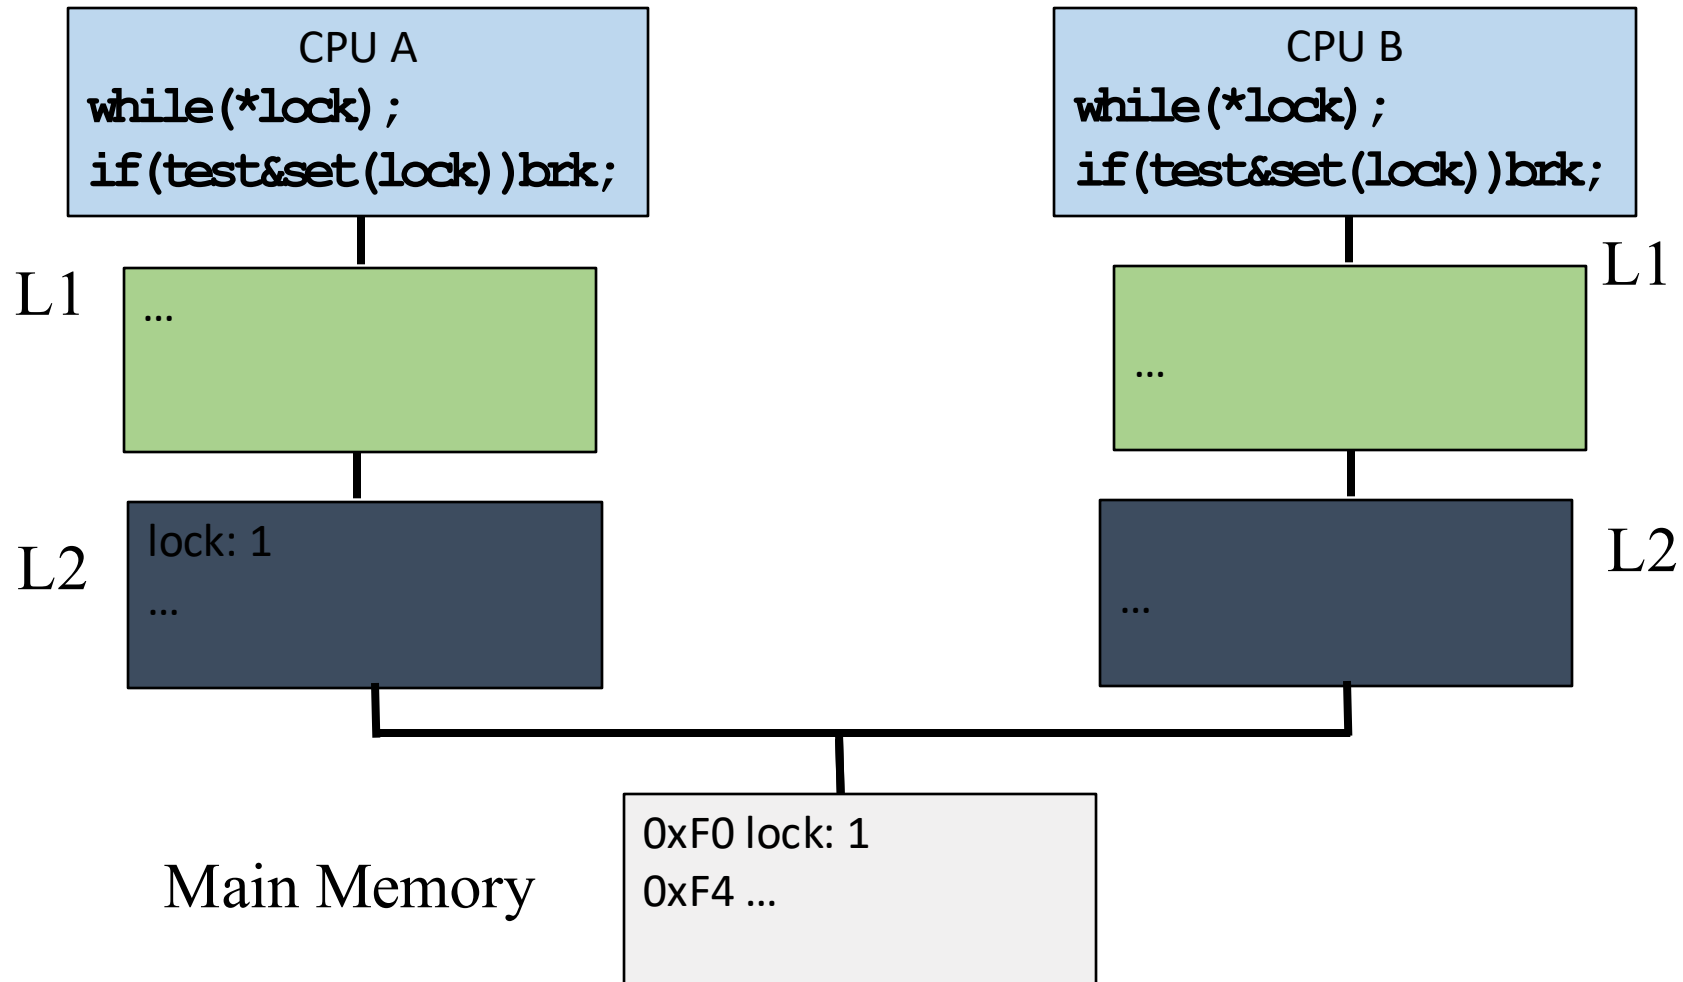 CPU A
while(*lock);
if(test&set(lock))brk;
CPU B
while(*lock);
if(test&set(lock))brk;
L1
…
L1
…
L2
lock: 1
…
L2
…
Main Memory
0xF0 lock: 1
0xF4 …